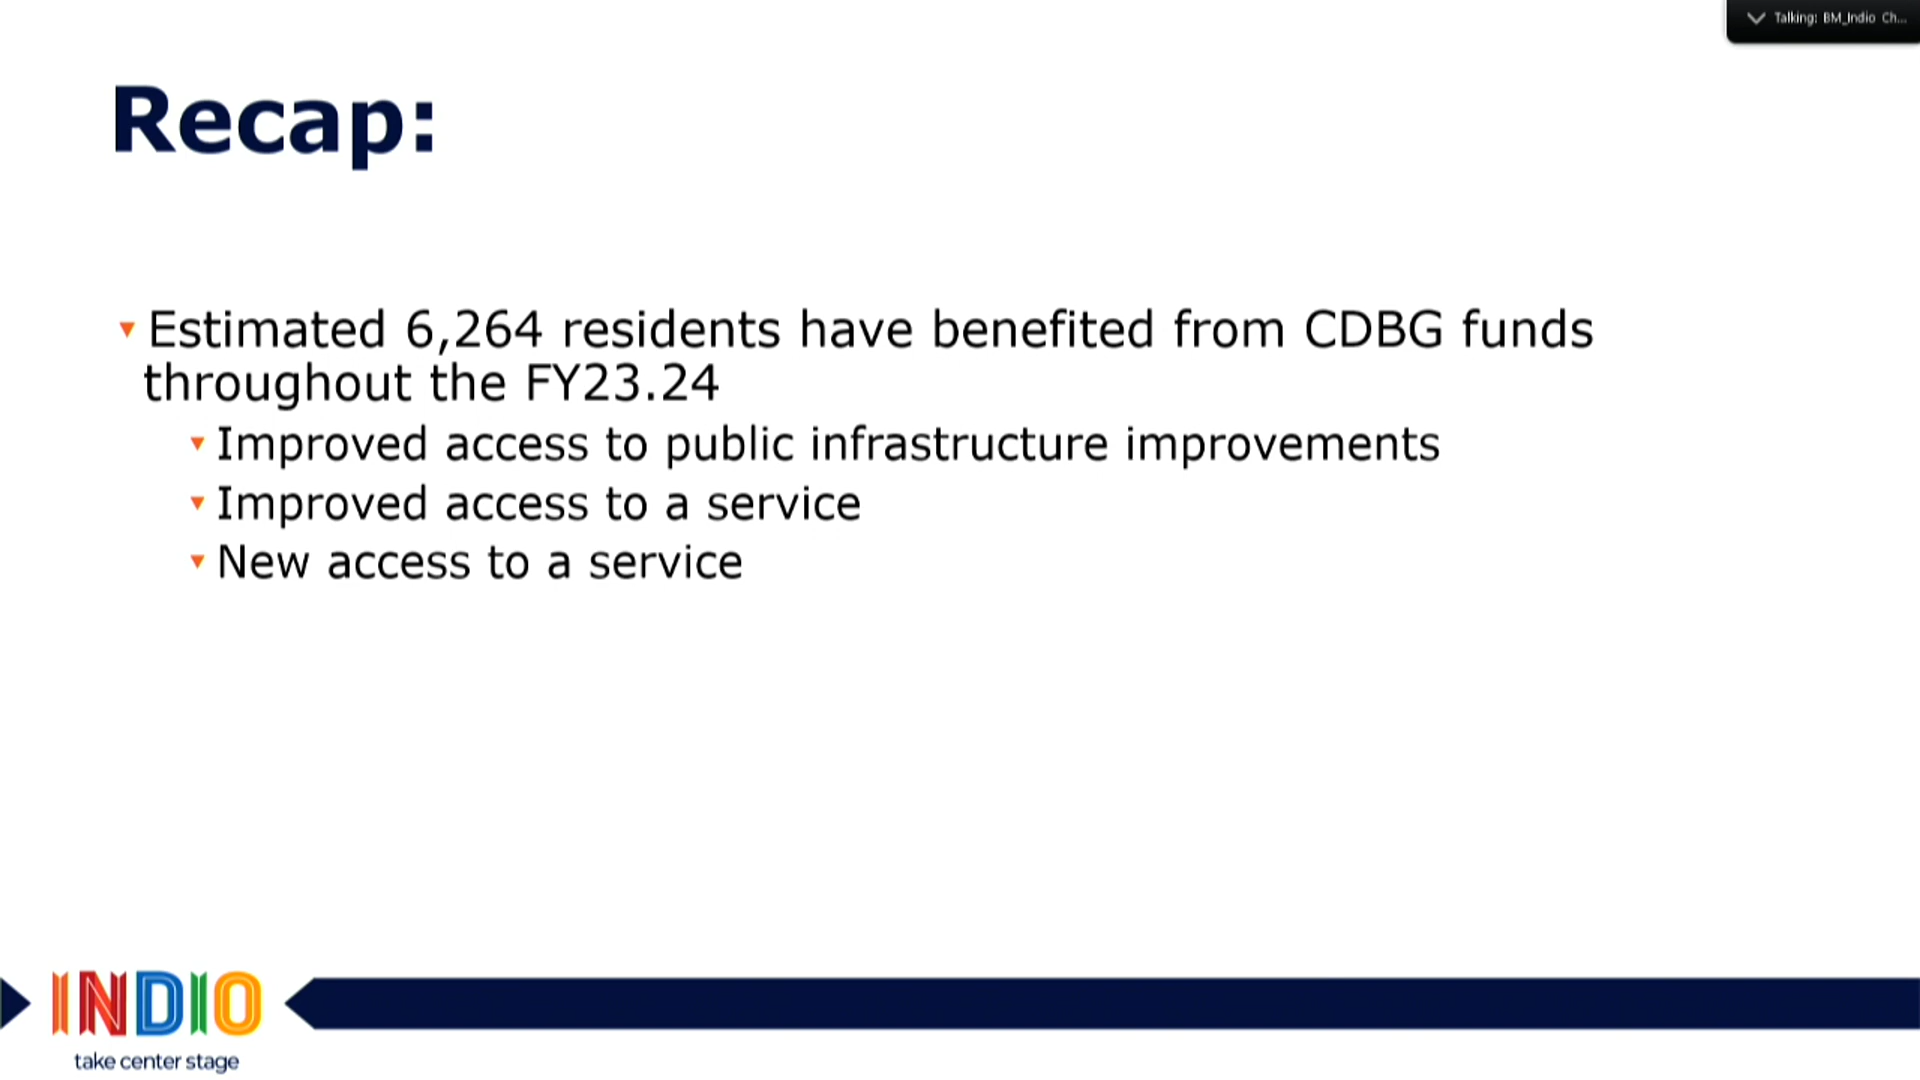 Talking: BM_Indio Ch...
Recap:
Estimated 6,264 residents have benefited from CDBG funds
throughout the FY23.24
Improved access to public infrastructure improvements
Improved access to a service
New access to a service
INDIO
take center stage